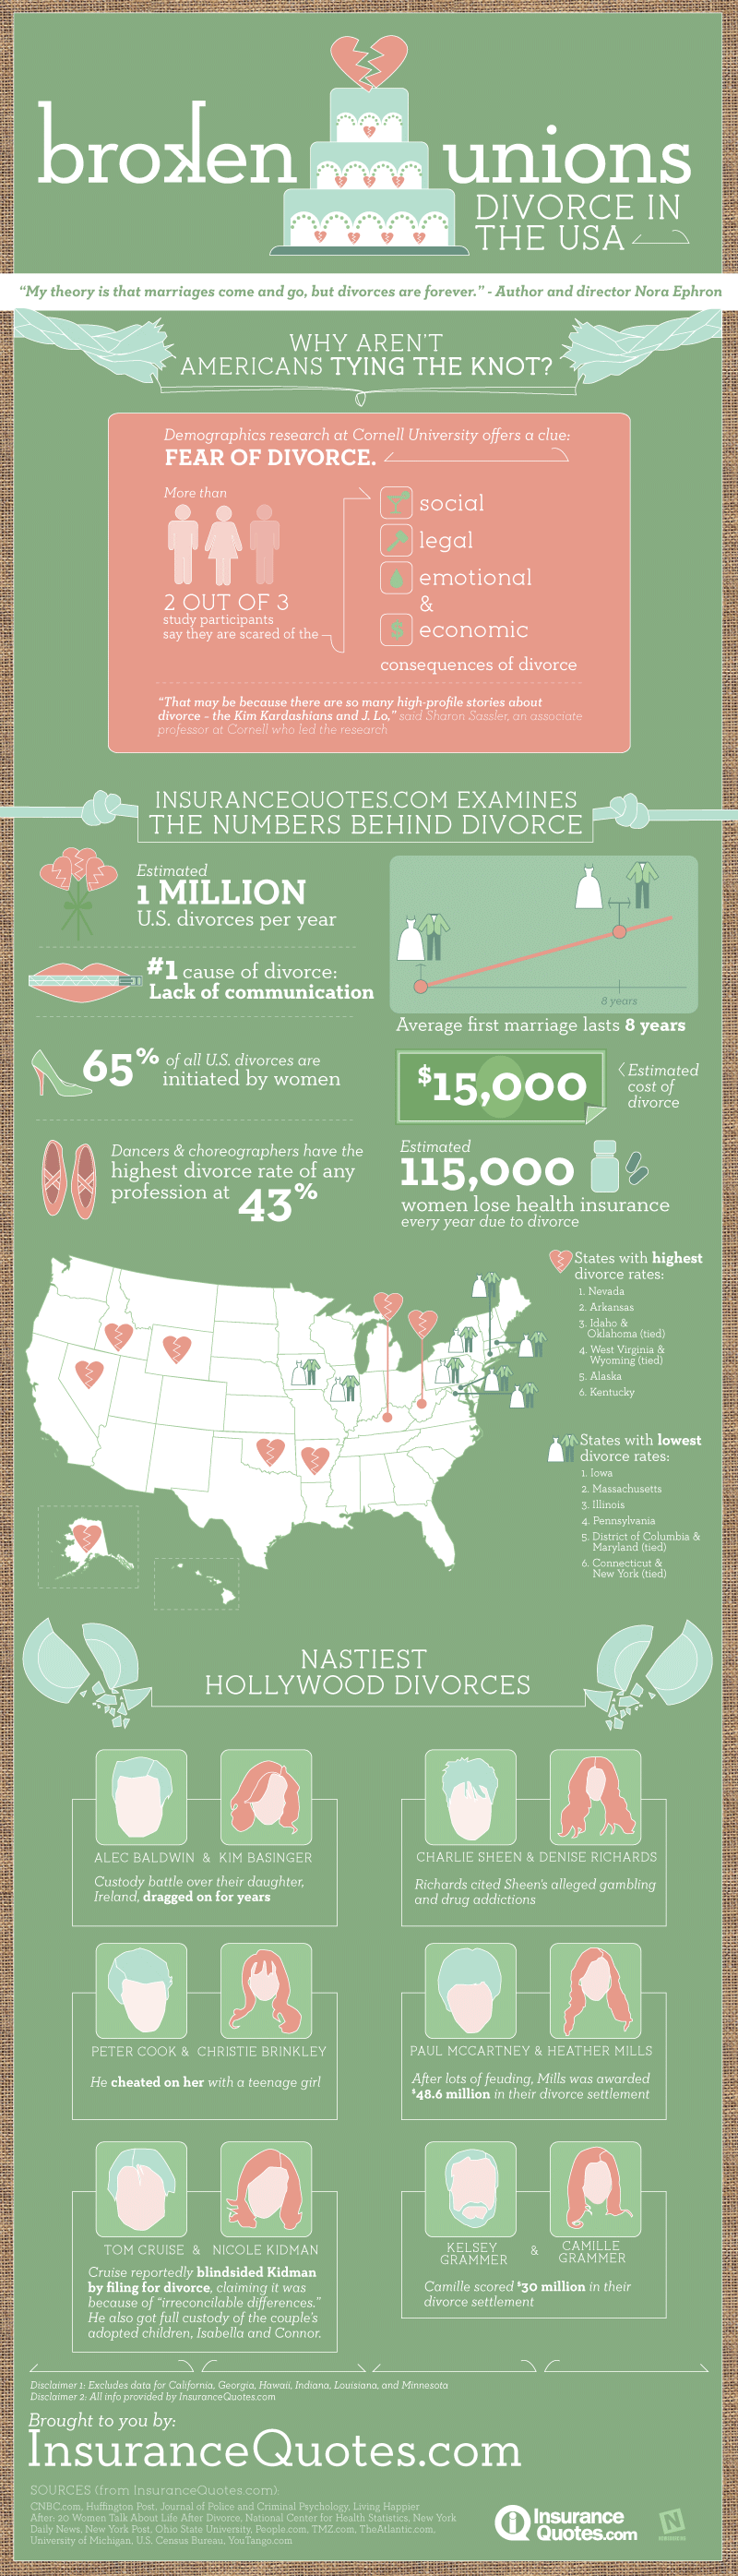 broken unions
DIVORCE IN
THE USA
“My theory is that marriages come and go, but divorces are forever.” - Author and director Nora Ephron
WHY AREN'T
AMERICANS TYING THE KNOT?
Demographics research at Cornell University offers a clue:
FEAR OF DIVORCE.
More than
2 OUT OF 3
study participants
say they are scared of the
social
legal
emotional
&
$ economic
consequences of divorce
“That may be because there are so many high-profile stories about
divorce - the Kim Kardashians and J. Lo,” said Sharon Sassler, an associate
professor at Cornell who led the research
INSURANCEQUOTES.COM EXAMINES
THE NUMBERS BEHIND DIVORCE
Estimated
1 MILLION
U.S. divorces per year
#1 cause of divorce:
Lack of communication
8 years
Average first marriage lasts 8 years
65% of all U.S. divorces are
initiated by women
$15,000
Estimated
cost of
divorce
Dancers & choreographers have the
highest divorce rate of any
profession at 43%
Estimated
115,000
women lose health insurance
every year due to divorce
States with highest
divorce rates:
1. Nevada
2. Arkansas
3. Idaho &
Oklahoma (tied)
4. West Virginia &
Wyoming (tied)
5. Alaska
6. Kentucky
States with lowest
divorce rates:
1. Iowa
2. Massachusetts
3. Illinois
4. Pennsylvania
5. District of Columbia &
Maryland (tied)
6. Connecticut &
New York (tied)
NASTIEST
HOLLYWOOD DIVORCES
ALEC BALDWIN & KIM BASINGER
Custody battle over their daughter,
Ireland, dragged on for years
CHARLIE SHEEN & DENISE RICHARDS
Richards cited Sheen's alleged gambling
and drug addictions
PETER COOK & CHRISTIE BRINKLEY
He cheated on her with a teenage girl
PAUL MCCARTNEY & HEATHER MILLS
After lots of feuding, Mills was awarded
$48.6 million in their divorce settlement
TOM CRUISE & NICOLE KIDMAN
Cruise reportedly blindsided Kidman
by filing for divorce, claiming it was
because of “irreconcilable differences.”
He also got full custody of the couple's
adopted children, Isabella and Connor.
KELSEY
GRAMMER
&
CAMILLE
GRAMMER
Camille scored $30 million in their
divorce settlement
Disclaimer 1: Excludes data for California, Georgia, Hawaii, Indiana, Louisiana, and Minnesota
Disclaimer 2: All info provided by InsuranceQuotes.com
Brought to you by:
InsuranceQuotes.com
SOURCES (from InsuranceQuotes.com):
CNBC.com, Huffington Post, Journal of Police and Criminal Psychology, Living Happier
After: 20 Women Talk About Life After Divorce, National Center for Health Statistics, New York
Daily News, New York Post, Ohio State University, People.com, TMZ.com, TheAtlantic.com,
University of Michigan, U.S. Census Bureau, YouTango.com
Insurance
Quotes.com
N